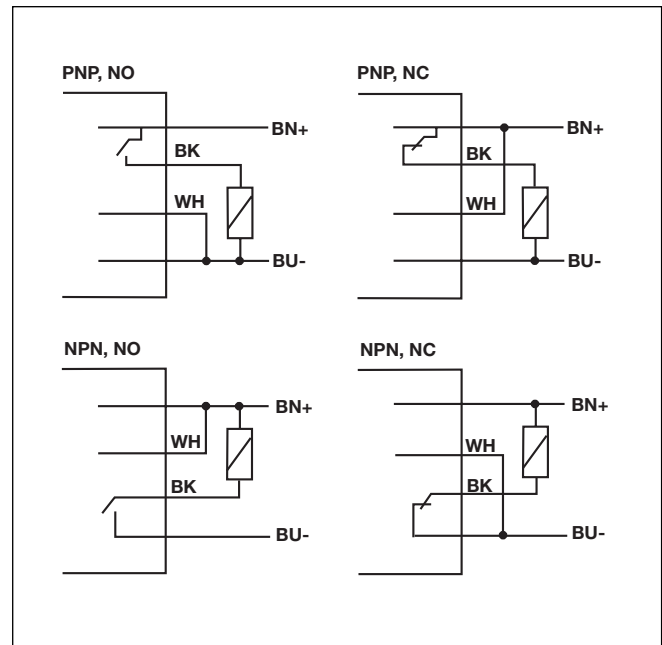 PNP, NO
BN+
BK
WH
BU-
PNP, NC
BN+
BK
WH
BU-
NPN, NO
BN+
WH
BK
BU-
NPN, NC
BN+
WH
BK
BU-